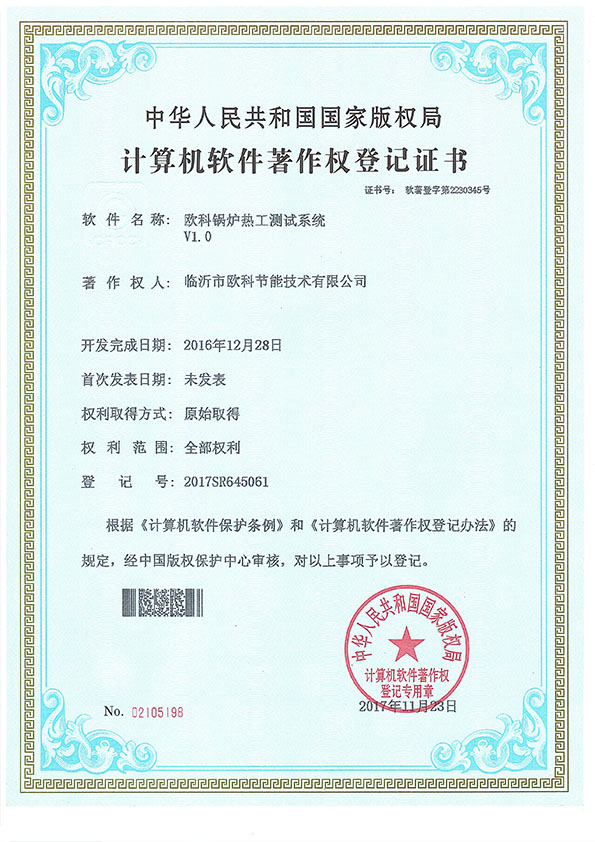 中华人民共和国国家版权局
计算机软件著作权登记证书
证书号： 软著登字第2230345号
软件名称： 欧科锅炉热工测试系统
V1.0
著作权人： 临沂市欧科节能技术有限公司
开发完成日期： 2016年12月28日
首次发表日期： 未发表
权利取得方式： 原始取得
权利范围： 全部权利
登记号： 2017SR645061
根据《计算机软件保护条例》和《计算机软件著作权登记办法》的
规定，经中国版权保护中心审核，对以上事项予以登记。
中华人民共和国国家版权局
计算机软件著作权
登记专用章
2017年11月23日
No. 02105198